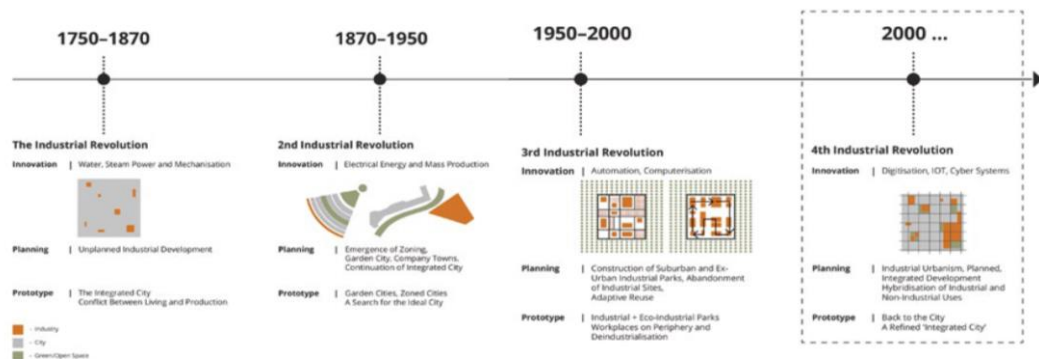 1750–1870
1870–1950
1950–2000
2000 ...
The Industrial Revolution
Innovation | Water, Steam Power and Mechanisation
Planning | Unplanned Industrial Development
Prototype | The Integrated City
Conflict Between Living and Production
2nd Industrial Revolution
Innovation | Electrical Energy and Mass Production
Planning | Emergence of Zoning,
Garden City, Company Towns,
Continuation of Integrated City
Prototype | Garden Cities, Zoned Cities
A Search for the Ideal City
3rd Industrial Revolution
Innovation | Automation, Computerisation
Planning | Construction of Suburban and Ex-
Urban Industrial Parks, Abandonment
of Industrial Sites,
Adaptive Reuse
Prototype | Industrial + Eco-Industrial Parks
Workplaces on Periphery and
Deindustrialisation
4th Industrial Revolution
Innovation | Digitisation, IOT, Cyber Systems
Planning | Industrial Urbanism, Planned,
Integrated Development
Hybridisation of Industrial and
Non-Industrial Uses
Prototype | Back to the City
A Refined 'Integrated City'
- Industry
- City
- Green/Open Space